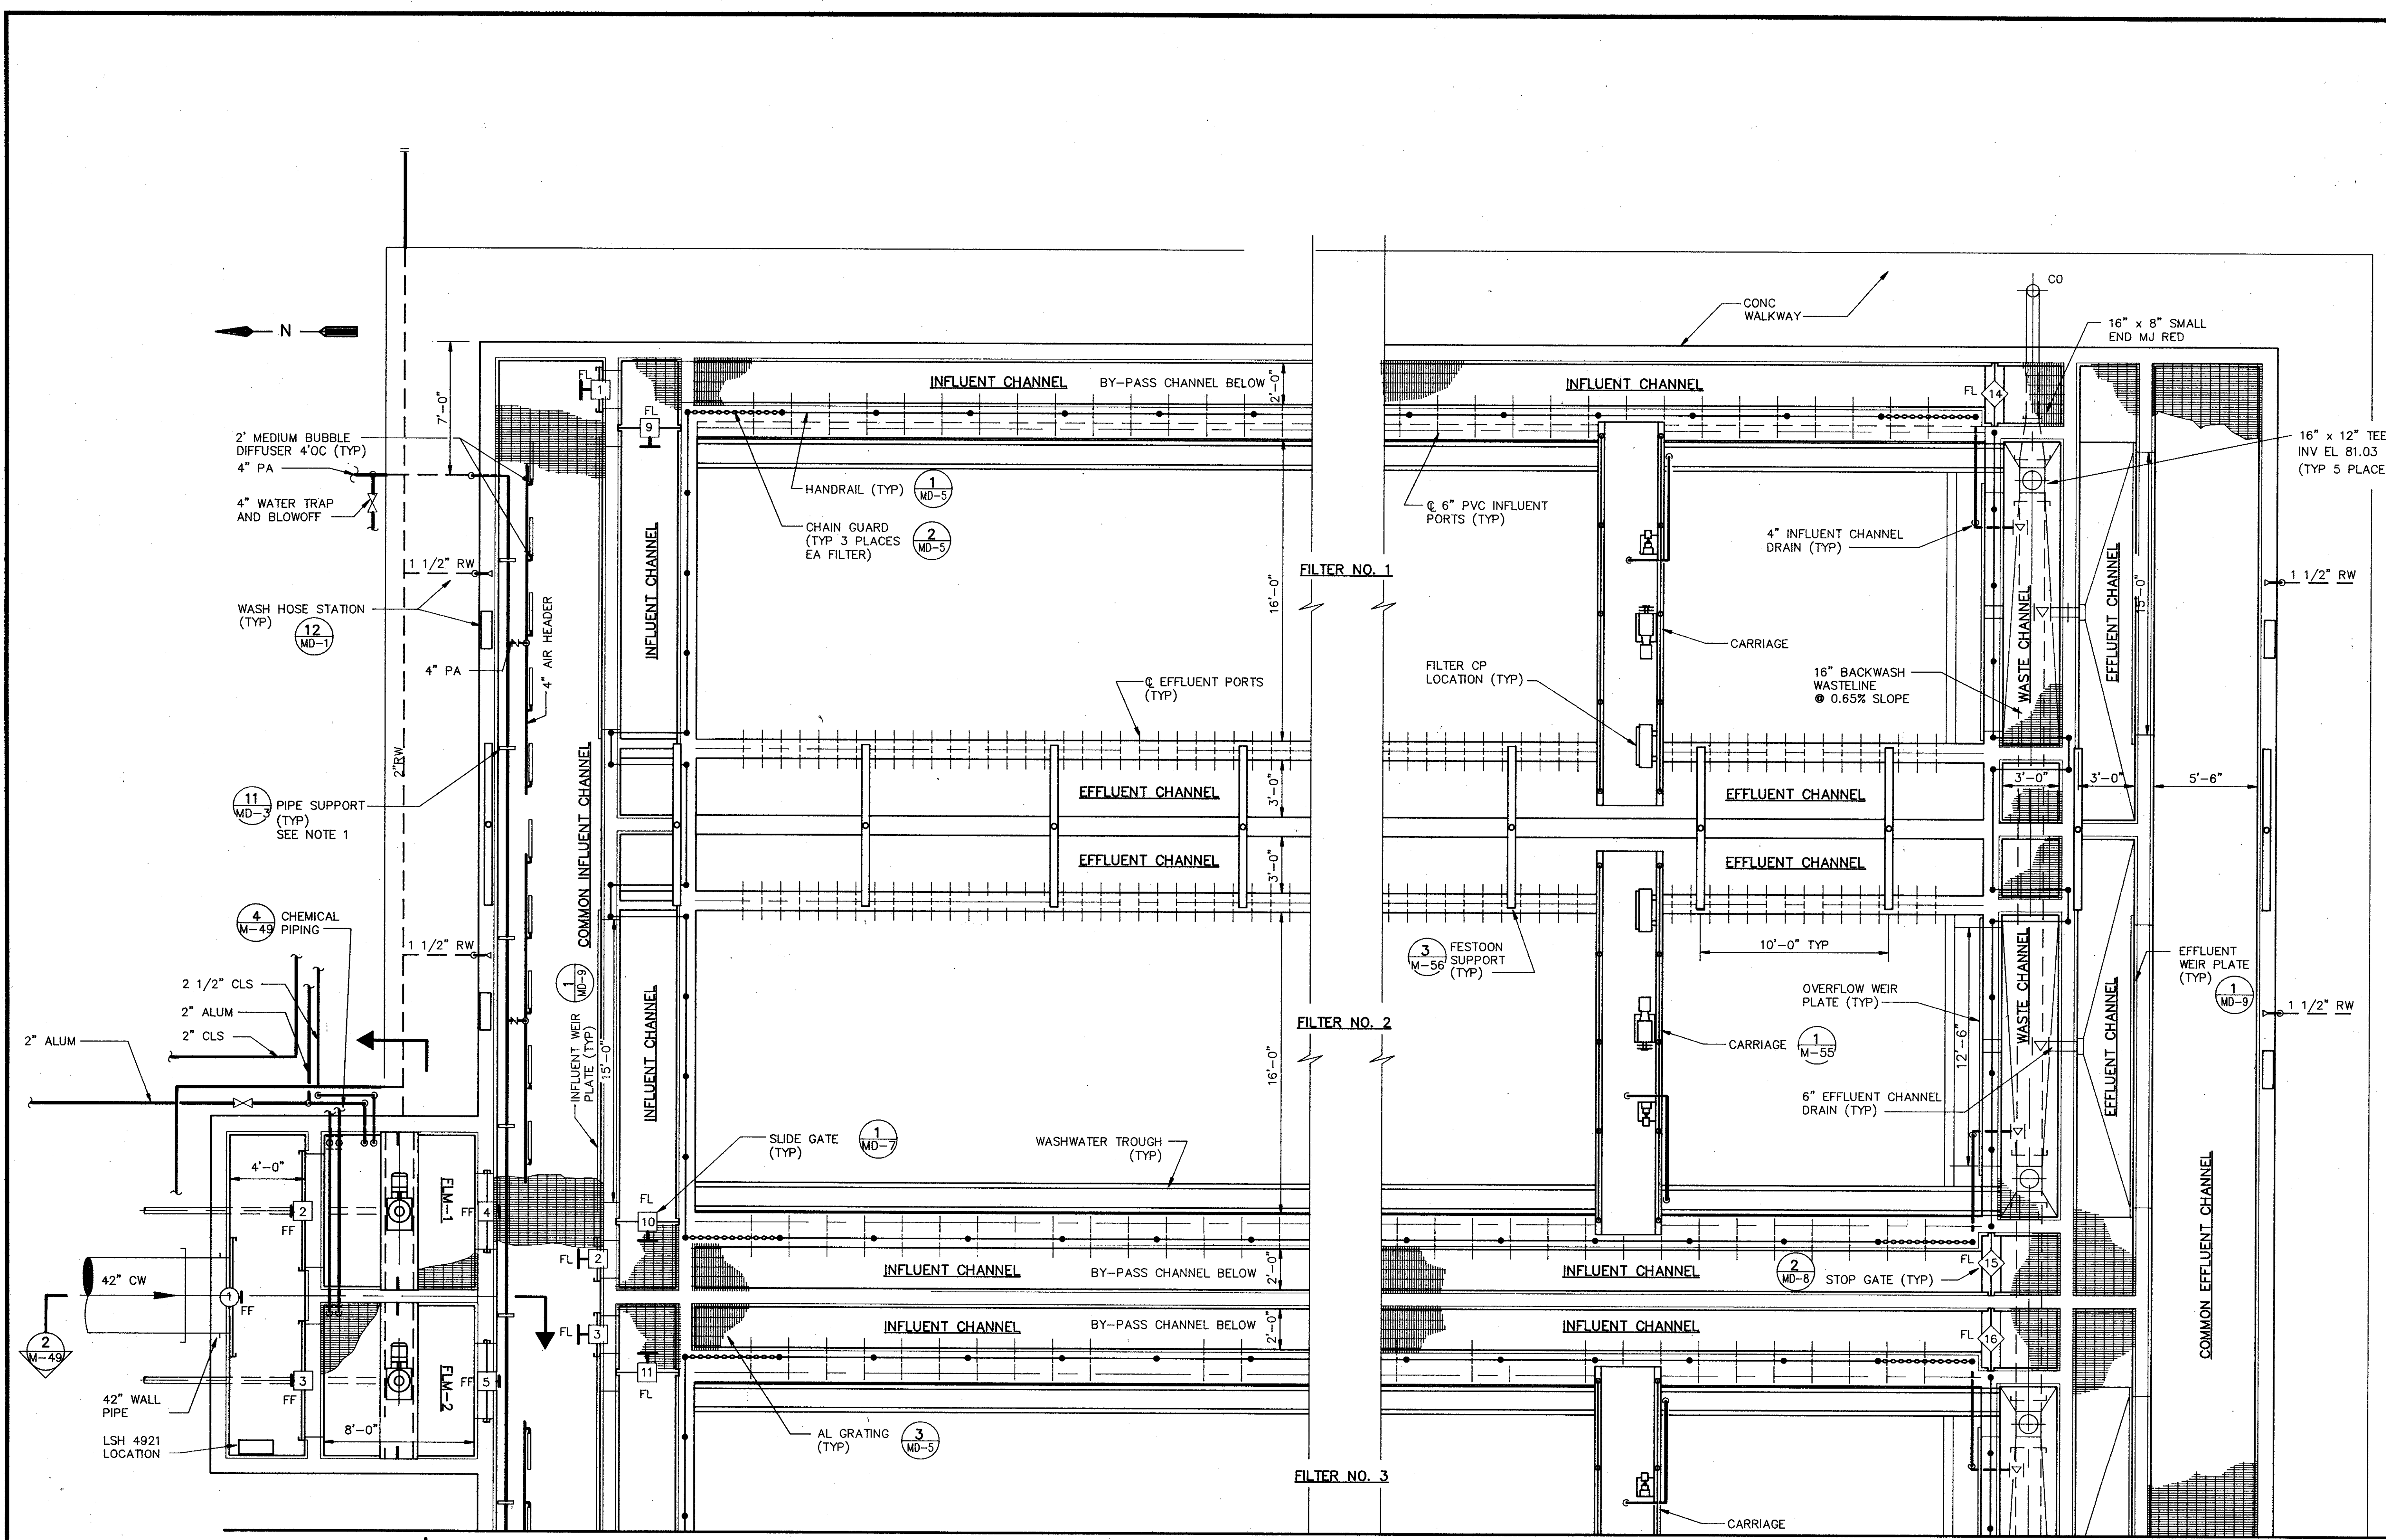 N
CO
CONC
WALKWAY
16" x 8" SMALL
END MJ RED
7'-0"
FL
1
FL
9
INFLUENT CHANNEL
BY-PASS CHANNEL BELOW
2'-0"
INFLUENT CHANNEL
FL
14
2' MEDIUM BUBBLE
DIFFUSER 4'OC (TYP)
4" PA
4" WATER TRAP
AND BLOWOFF
HANDRAIL (TYP)
1
MD-5
CHAIN GUARD
(TYP 3 PLACES
EA FILTER)
2
MD-5
℄ 6" PVC INFLUENT
PORTS (TYP)
4" INFLUENT CHANNEL
DRAIN (TYP)
16" x 12" TEE
INV EL 81.03
(TYP 5 PLACE
1 1/2" RW
FILTER NO. 1
1 1/2" RW
WASH HOSE STATION
(TYP)
12
MD-1
4" PA
4" AIR HEADER
INFLUENT CHANNEL
16'-0"
CARRIAGE
WASTE CHANNEL
EFFLUENT CHANNEL
15'-0"
℄ EFFLUENT PORTS
(TYP)
FILTER CP
LOCATION (TYP)
16" BACKWASH
WASTELINE
@ 0.65% SLOPE
2"RW
11
MD-3
PIPE SUPPORT
(TYP)
SEE NOTE 1
COMMON INFLUENT CHANNEL
EFFLUENT CHANNEL
3'-0"
EFFLUENT CHANNEL
3'-0"
3'-0"
5'-6"
EFFLUENT CHANNEL
3'-0"
EFFLUENT CHANNEL
4
M-49
CHEMICAL
PIPING
1 1/2" RW
1
MD-9
3
M-56
FESTOON
SUPPORT
(TYP)
10'-0" TYP
EFFLUENT
WEIR PLATE
(TYP)
1
MD-9
2 1/2" CLS
2" ALUM
2" CLS
2" ALUM
INFLUENT WEIR
PLATE (TYP)
15'-0"
INFLUENT CHANNEL
FILTER NO. 2
16'-0"
CARRIAGE
1
M-55
OVERFLOW WEIR
PLATE (TYP)
12'-6"
WASTE CHANNEL
EFFLUENT CHANNEL
1 1/2" RW
6" EFFLUENT CHANNEL
DRAIN (TYP)
SLIDE GATE
(TYP)
1
MD-7
WASHWATER TROUGH
(TYP)
4'-0"
FLM-1
2
FF
FF
4
FL
10
FL
2
INFLUENT CHANNEL
BY-PASS CHANNEL BELOW
2'-0"
INFLUENT CHANNEL
2
MD-8
STOP GATE (TYP)
FL
15
COMMON EFFLUENT CHANNEL
42" CW
1
FF
2
M-49
FL
3
INFLUENT CHANNEL
BY-PASS CHANNEL BELOW
2'-0"
INFLUENT CHANNEL
FL
16
11
FL
3
FF
FLM-2
FF
5
42" WALL
PIPE
8'-0"
LSH 4921
LOCATION
AL GRATING
(TYP)
3
MD-5
FILTER NO. 3
CARRIAGE